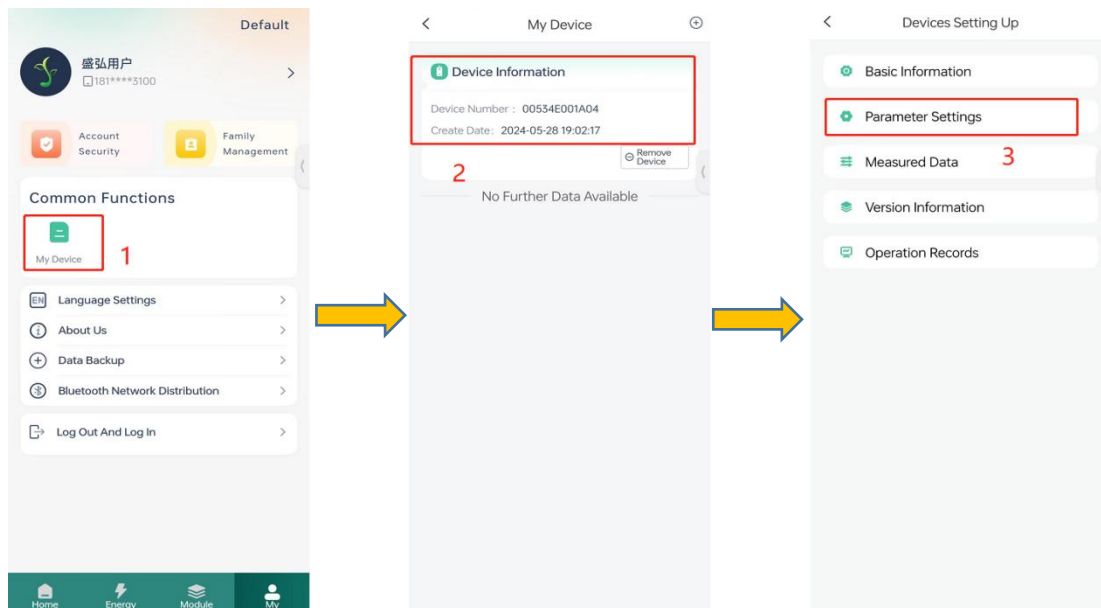 Default
盛弘用户
181****3100
Account
Security
Family
Management
Common Functions
My Device
1
EN Language Settings
About Us
Data Backup
Bluetooth Network Distribution
Log Out And Log In
Home
Energy
Module
My
My Device
Device Information
Device Number : 00534E001A04
Create Date: 2024-05-28 19:02:17
Remove
Device
2
No Further Data Available
Devices Setting Up
Basic Information
Parameter Settings
Measured Data
3
Version Information
Operation Records